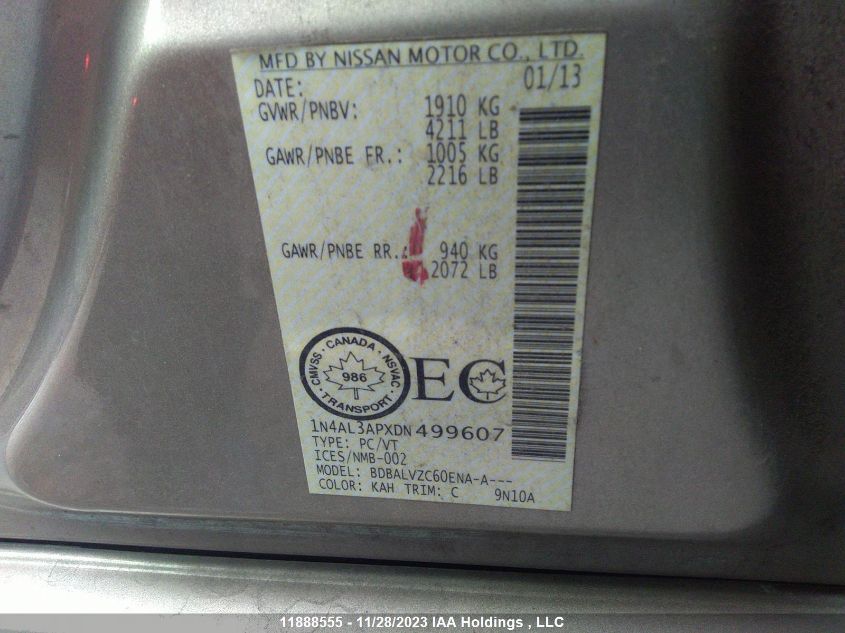 MFD BY NISSAN MOTOR CO., LTD.
DATE: 01/13
GVWR/PNBV: 1910 KG
4211 LB
GAWR/PNBE FR.: 1005 KG
2216 LB
GAWR/PNBE RR.: 940 KG
2072 LB
CMVSS · CANADA · NSVAC · TRANSPORT ·
986
EC
1N4AL3APXDN499607
TYPE: PC/VT
ICES/NMB-002
MODEL: BDBALVZC60ENA-A---
COLOR: KAH TRIM: C 9N10A
11888555 - 11/28/2023 IAA Holdings , LLC